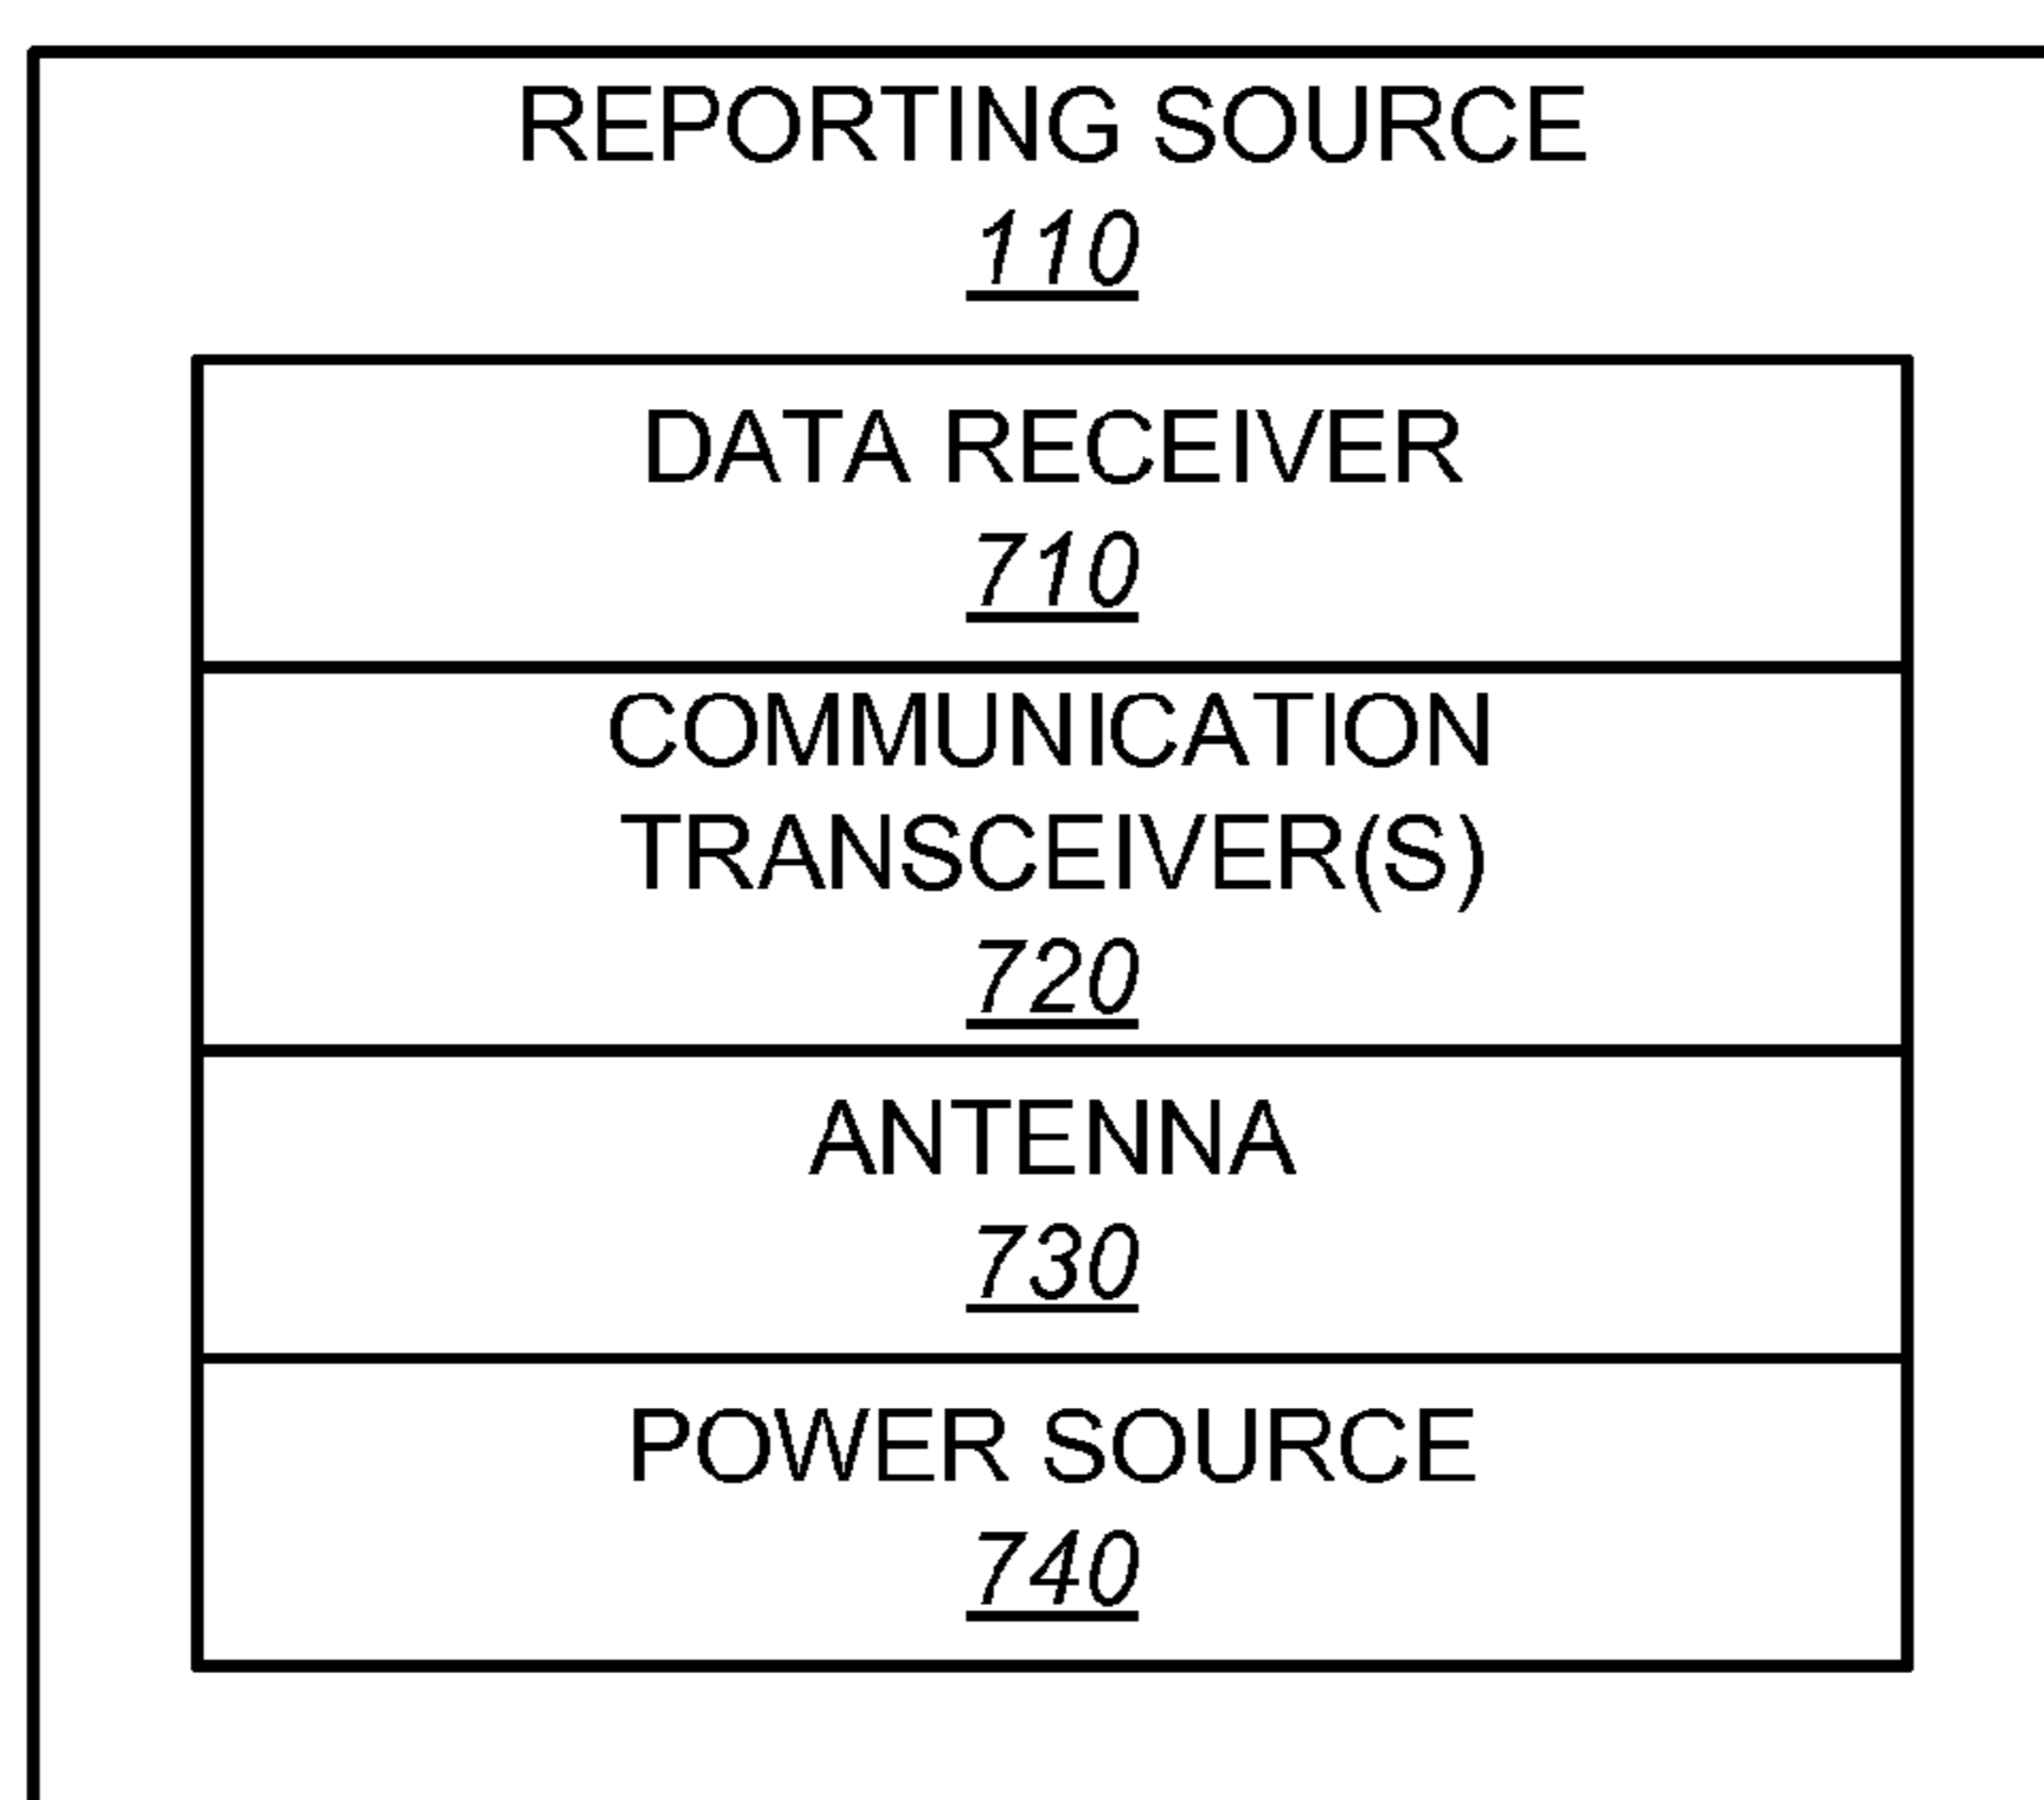 REPORTING SOURCE
110
DATA RECEIVER
710
COMMUNICATION
TRANSCEIVER(S)
720
ANTENNA
730
POWER SOURCE
740